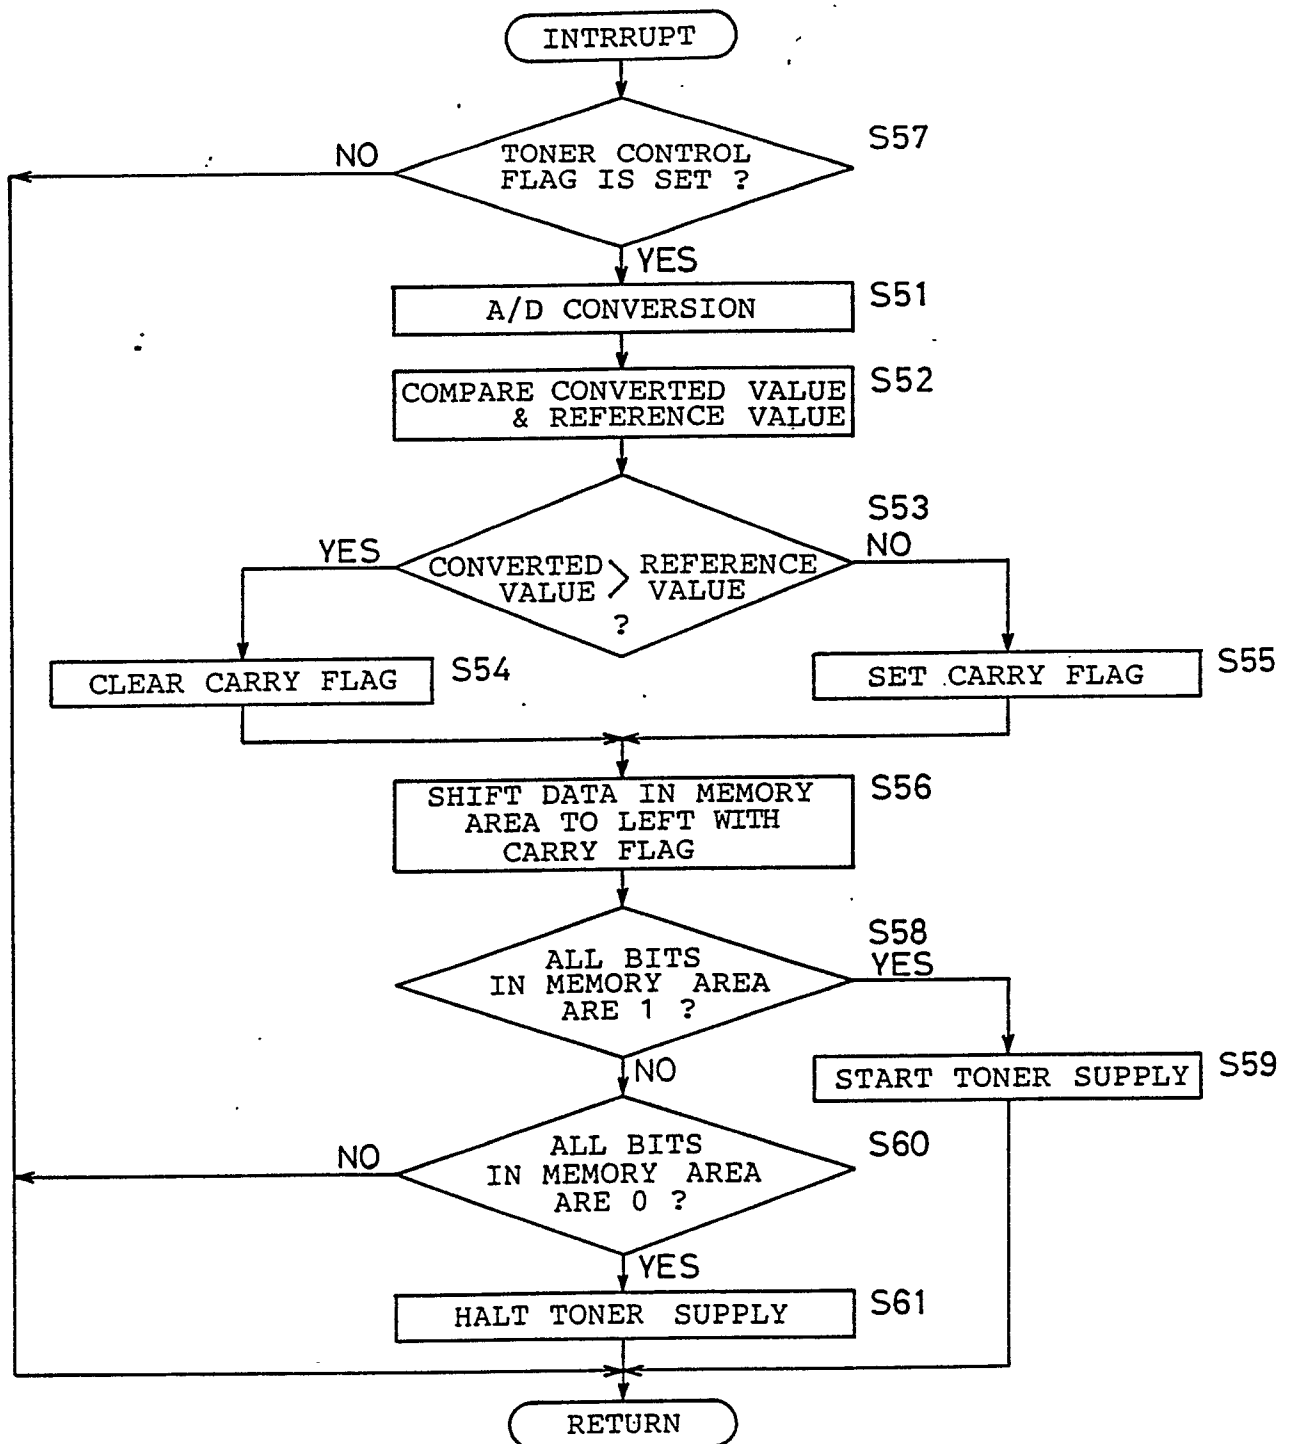 INTRRUPT
S57
NO
TONER CONTROL
FLAG IS SET ?
YES
S51
A/D CONVERSION
S52
COMPARE CONVERTED VALUE
& REFERENCE VALUE
S53
YES
NO
CONVERTED > REFERENCE
VALUE VALUE
?
CLEAR CARRY FLAG
S54
SET CARRY FLAG
S55
SHIFT DATA IN MEMORY
AREA TO LEFT WITH
CARRY FLAG
S56
S58
YES
ALL BITS
IN MEMORY AREA
ARE 1 ?
NO
START TONER SUPPLY
S59
S60
NO
ALL BITS
IN MEMORY AREA
ARE 0 ?
YES
HALT TONER SUPPLY
S61
RETURN